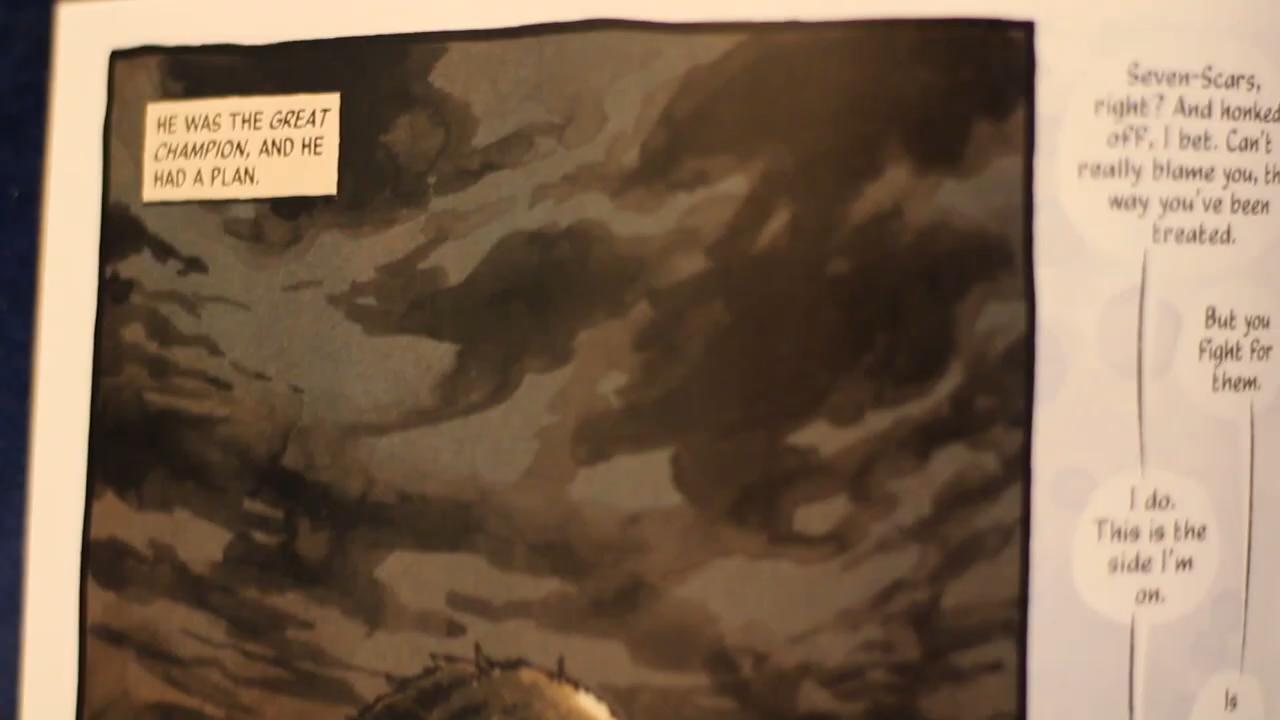 HE WAS THE GREAT
CHAMPION, AND HE
HAD A PLAN.
Seven-Scars,
right? And honked
off, I bet. Can't
really blame you, th
way you've been
treated.
But you
fight for
them.
I do.
This is the
side I'm
on.
Is